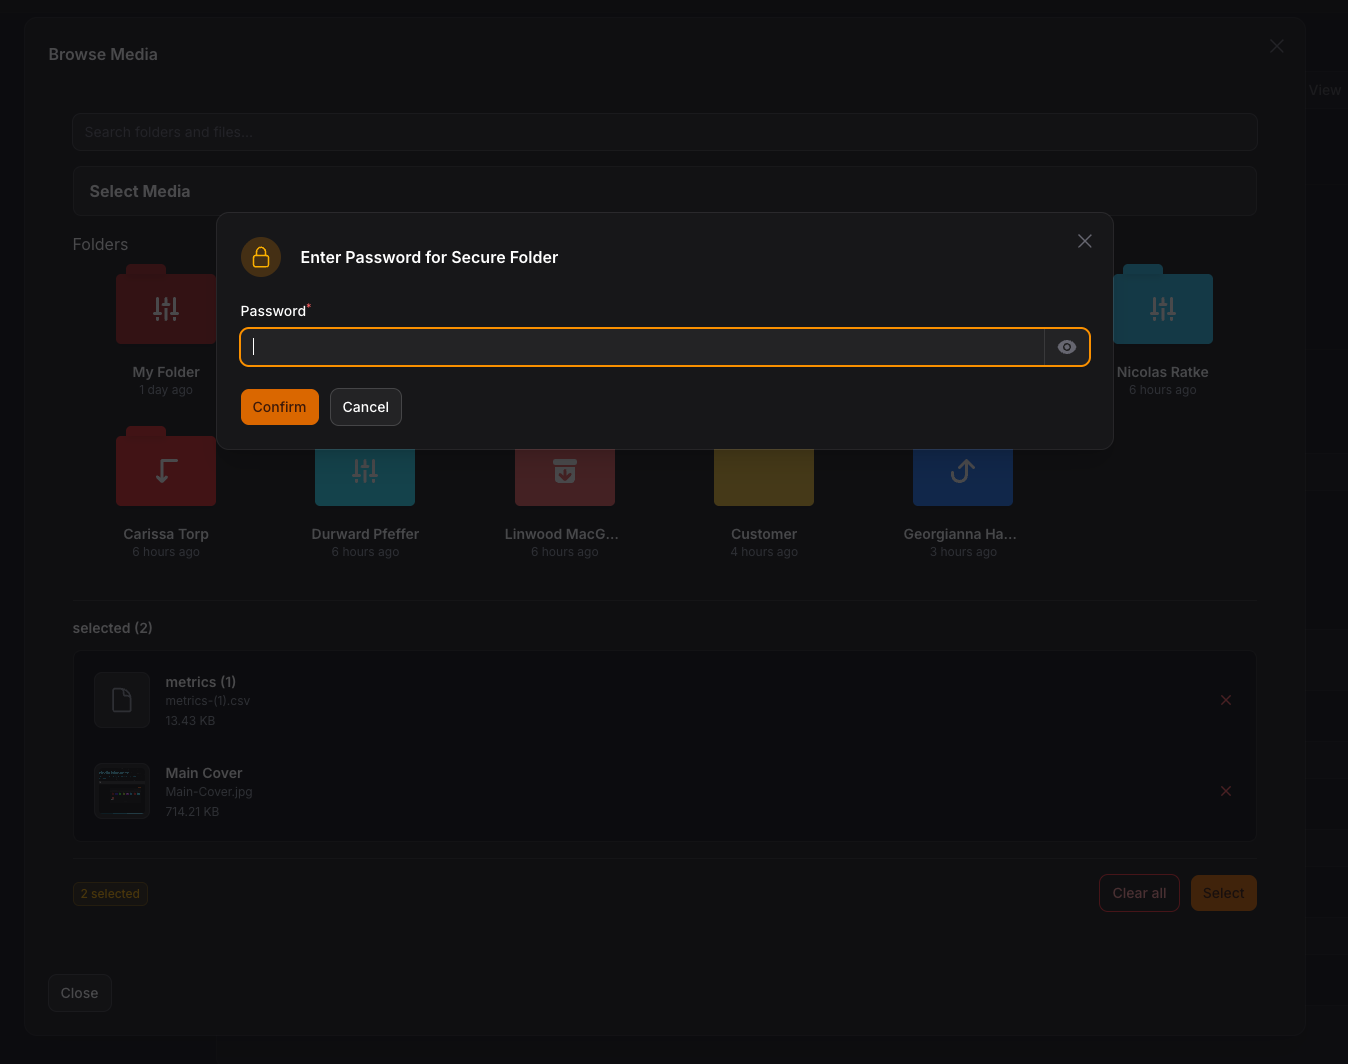 Browse Media
View
Search folders and files...
Select Media
Folders
Enter Password for Secure Folder
Password*
Confirm
Cancel
My Folder
1 day ago
Nicolas Ratke
6 hours ago
Carissa Torp
6 hours ago
Durward Pfeffer
6 hours ago
Linwood MacG...
6 hours ago
Customer
4 hours ago
Georgianna Ha...
3 hours ago
selected (2)
metrics (1)
metrics-(1).csv
13.43 KB
Main Cover
Main-Cover.jpg
714.21 KB
2 selected
Clear all
Select
Close